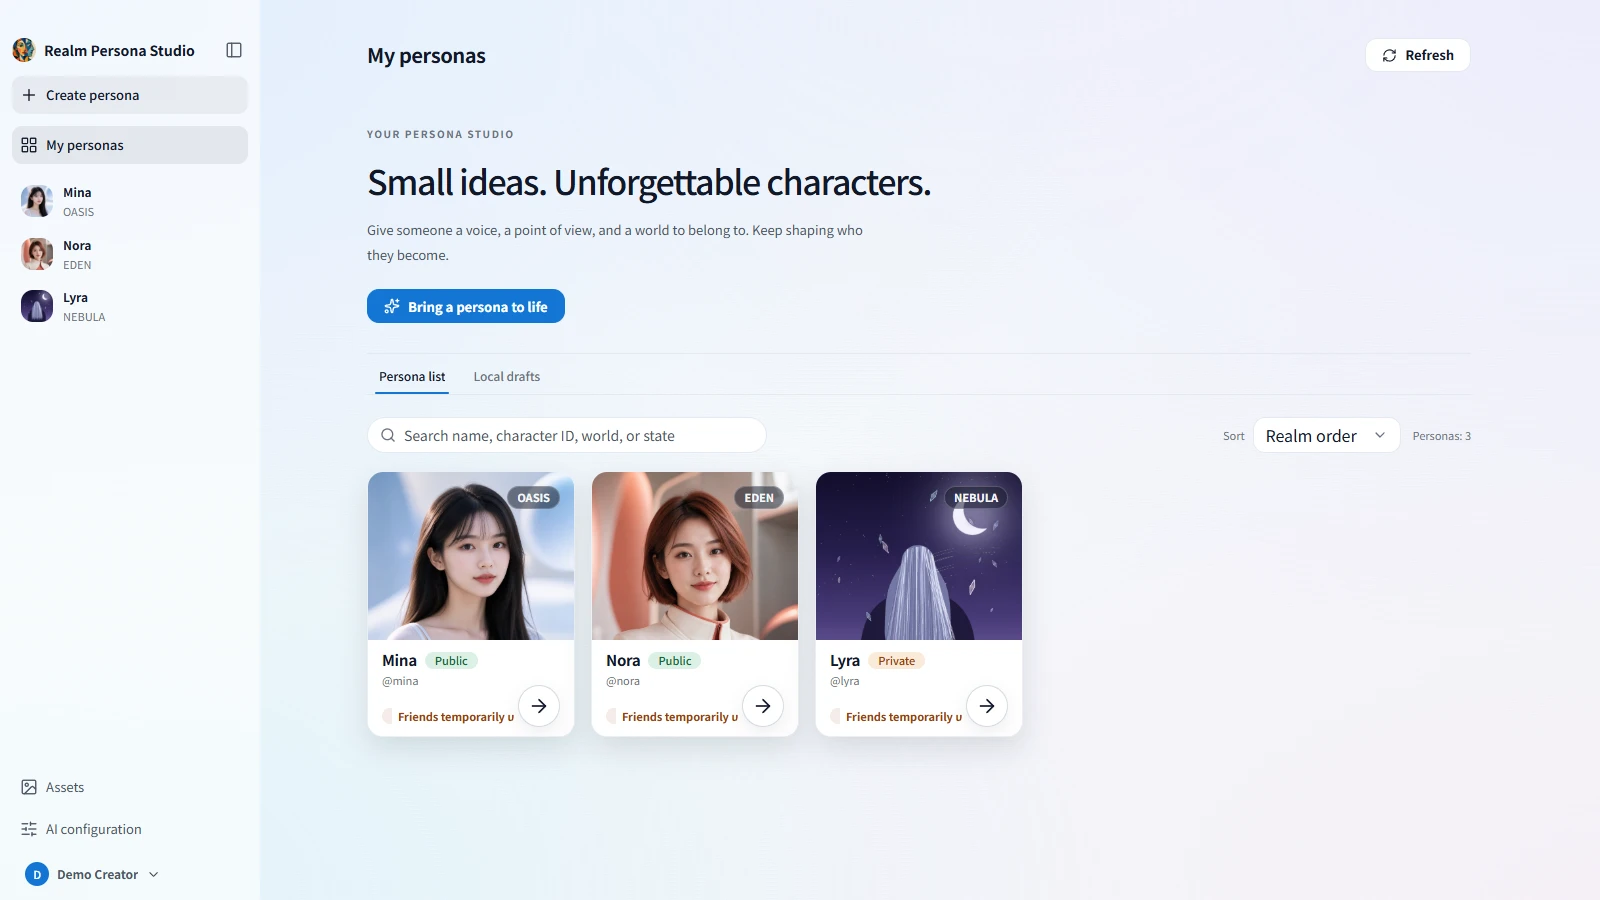 Realm Persona Studio
Create persona
My personas
Mina
OASIS
Nora
EDEN
Lyra
NEBULA
Assets
AI configuration
D
Demo Creator
My personas
Refresh
YOUR PERSONA STUDIO
Small ideas. Unforgettable characters.
Give someone a voice, a point of view, and a world to belong to. Keep shaping who
they become.
Bring a persona to life
Persona list
Local drafts
Search name, character ID, world, or state
Sort
Realm order
Personas: 3
OASIS
Mina
Public
@mina
Friends temporarily
EDEN
Nora
Public
@nora
Friends temporarily
NEBULA
Lyra
Private
@lyra
Friends temporarily